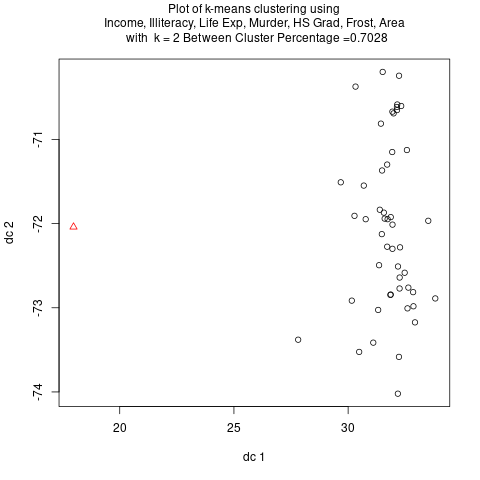 Plot of k-means clustering using
Income, Illiteracy, Life Exp, Murder, HS Grad, Frost, Area
with k = 2 Between Cluster Percentage =0.7028
-71
-72
-73
-74
dc 2
20 25 30
dc 1